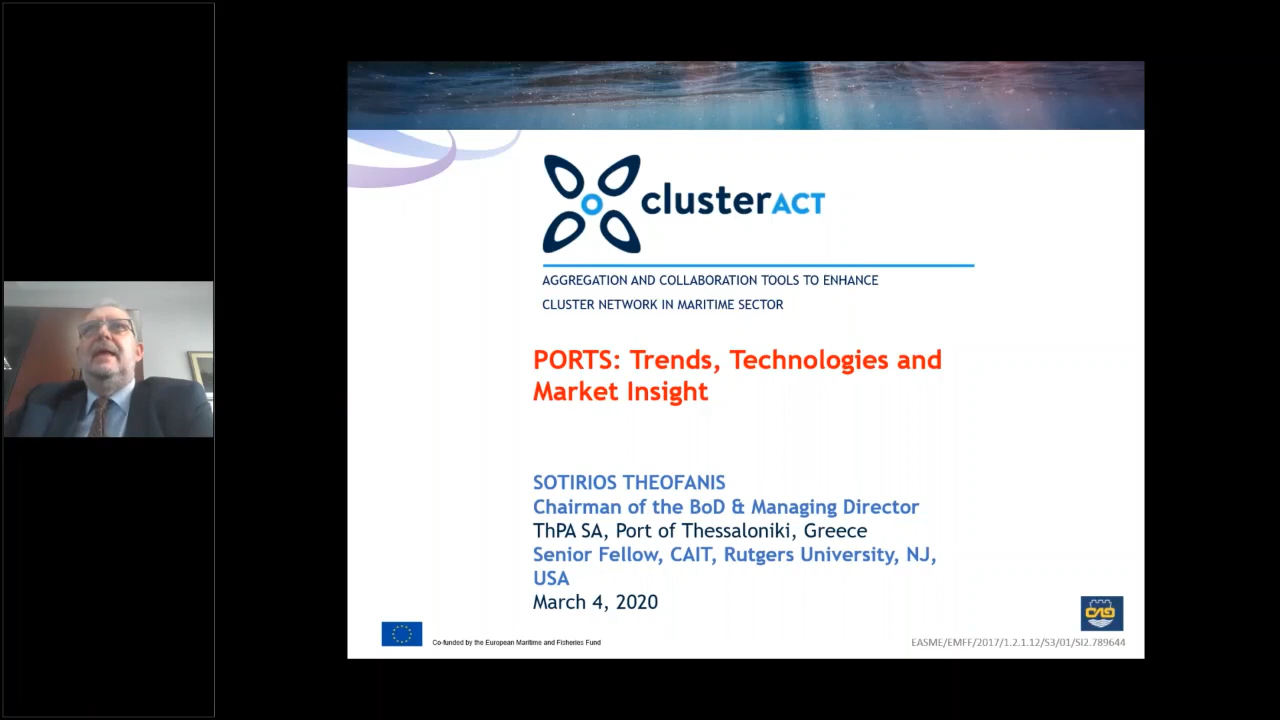 clusterACT
AGGREGATION AND COLLABORATION TOOLS TO ENHANCE
CLUSTER NETWORK IN MARITIME SECTOR
PORTS: Trends, Technologies and
Market Insight
SOTIRIOS THEOFANIS
Chairman of the BoD & Managing Director
ThPA SA, Port of Thessaloniki, Greece
Senior Fellow, CAIT, Rutgers University, NJ,
USA
March 4, 2020
Co-funded by the European Maritime and Fisheries Fund
EASME/EMFF/2017/1.2.1.12/S3/01/SI2.789644